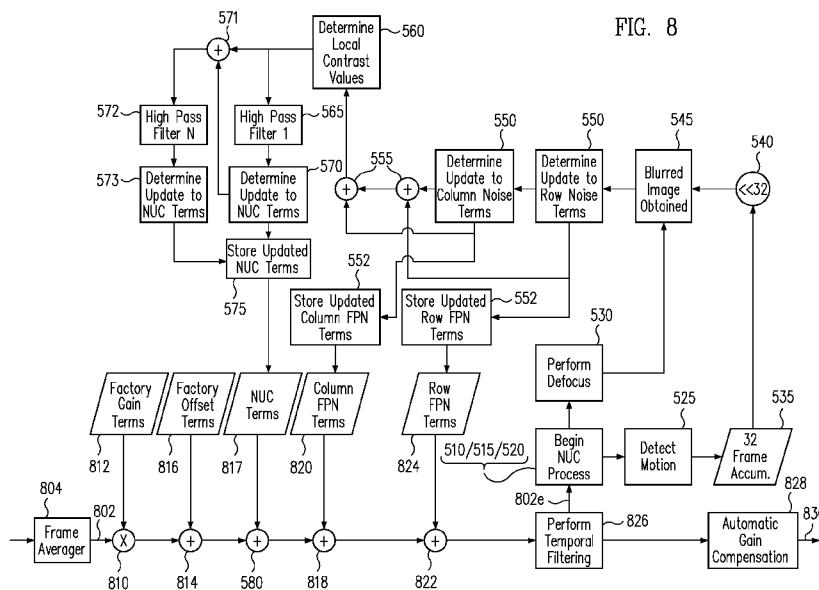 FIG. 8
571
Determine
Local
Contrast
Values
560
+
572
High Pass
Filter N
High Pass
Filter 1
565
550
550
545
540
573
Determine
Update to
NUC Terms
Determine
Update to
NUC Terms
570
555
+
+
Determine
Update to
Column Noise
Terms
Determine
Update to
Row Noise
Terms
Blurred
Image
Obtained
<<32
Store Updated
NUC Terms
575
552
Store Updated
Column FPN
Terms
552
Store Updated
Row FPN
Terms
530
Perform
Defocus
525
535
Factory
Gain
Terms
Factory
Offset
Terms
NUC
Terms
Column
FPN Terms
Row
FPN
Terms
812
816
817
820
824
510/515/520
Begin
NUC
Process
Detect
Motion
32
Frame
Accum.
802e
828
830
804
Frame
Averager
802
X
+
+
+
+
Perform
Temporal
Filtering
826
Automatic
Gain
Compensation
810
814
580
818
822